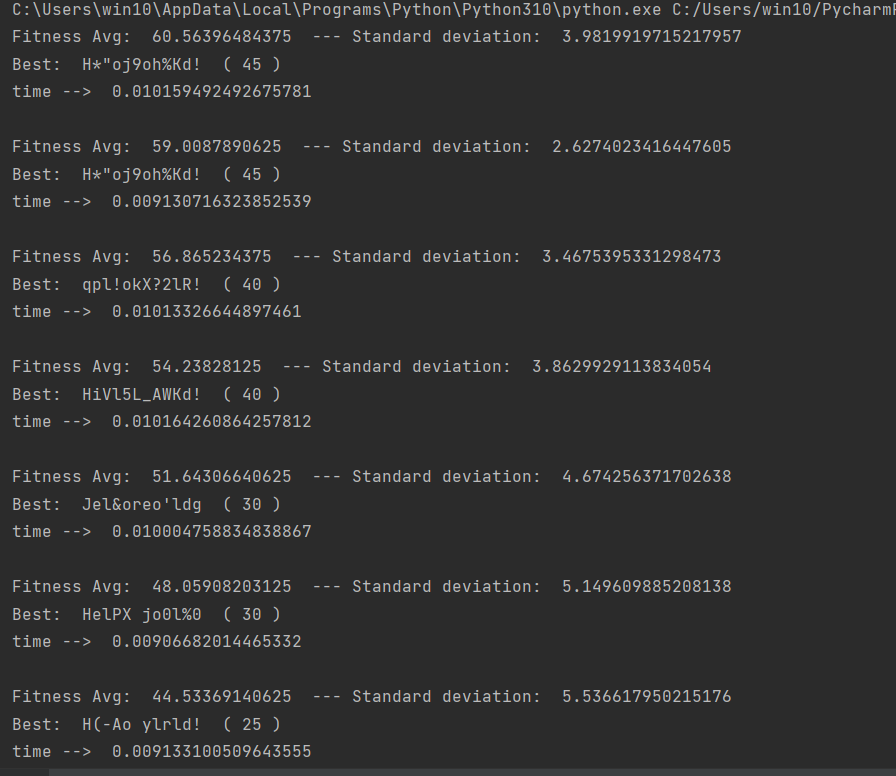 C:\Users\win10\AppData\Local\Programs\Python\Python310\python.exe C:/Users/win10/Pycharm
Fitness Avg:  60.56396484375  --- Standard deviation:  3.9819919715217957
Best:  H*"oj9oh%Kd!  ( 45 )
time -->  0.010159492492675781
Fitness Avg:  59.0087890625  --- Standard deviation:  2.6274023416447605
Best:  H*"oj9oh%Kd!  ( 45 )
time -->  0.009130716323852539
Fitness Avg:  56.865234375  --- Standard deviation:  3.4675395331298473
Best:  qpl!okX?2lR!  ( 40 )
time -->  0.01013326644897461
Fitness Avg:  54.23828125  --- Standard deviation:  3.8629929113834054
Best:  HiVl5L_AWKd!  ( 40 )
time -->  0.010164260864257812
Fitness Avg:  51.64306640625  --- Standard deviation:  4.674256371702638
Best:  Jel&oreo'ldg  ( 30 )
time -->  0.010004758834838867
Fitness Avg:  48.05908203125  --- Standard deviation:  5.149609885208138
Best:  HelPX jo0l%0  ( 30 )
time -->  0.00906682014465332
Fitness Avg:  44.53369140625  --- Standard deviation:  5.536617950215176
Best:  H(-Ao ylrld!  ( 25 )
time -->  0.009133100509643555